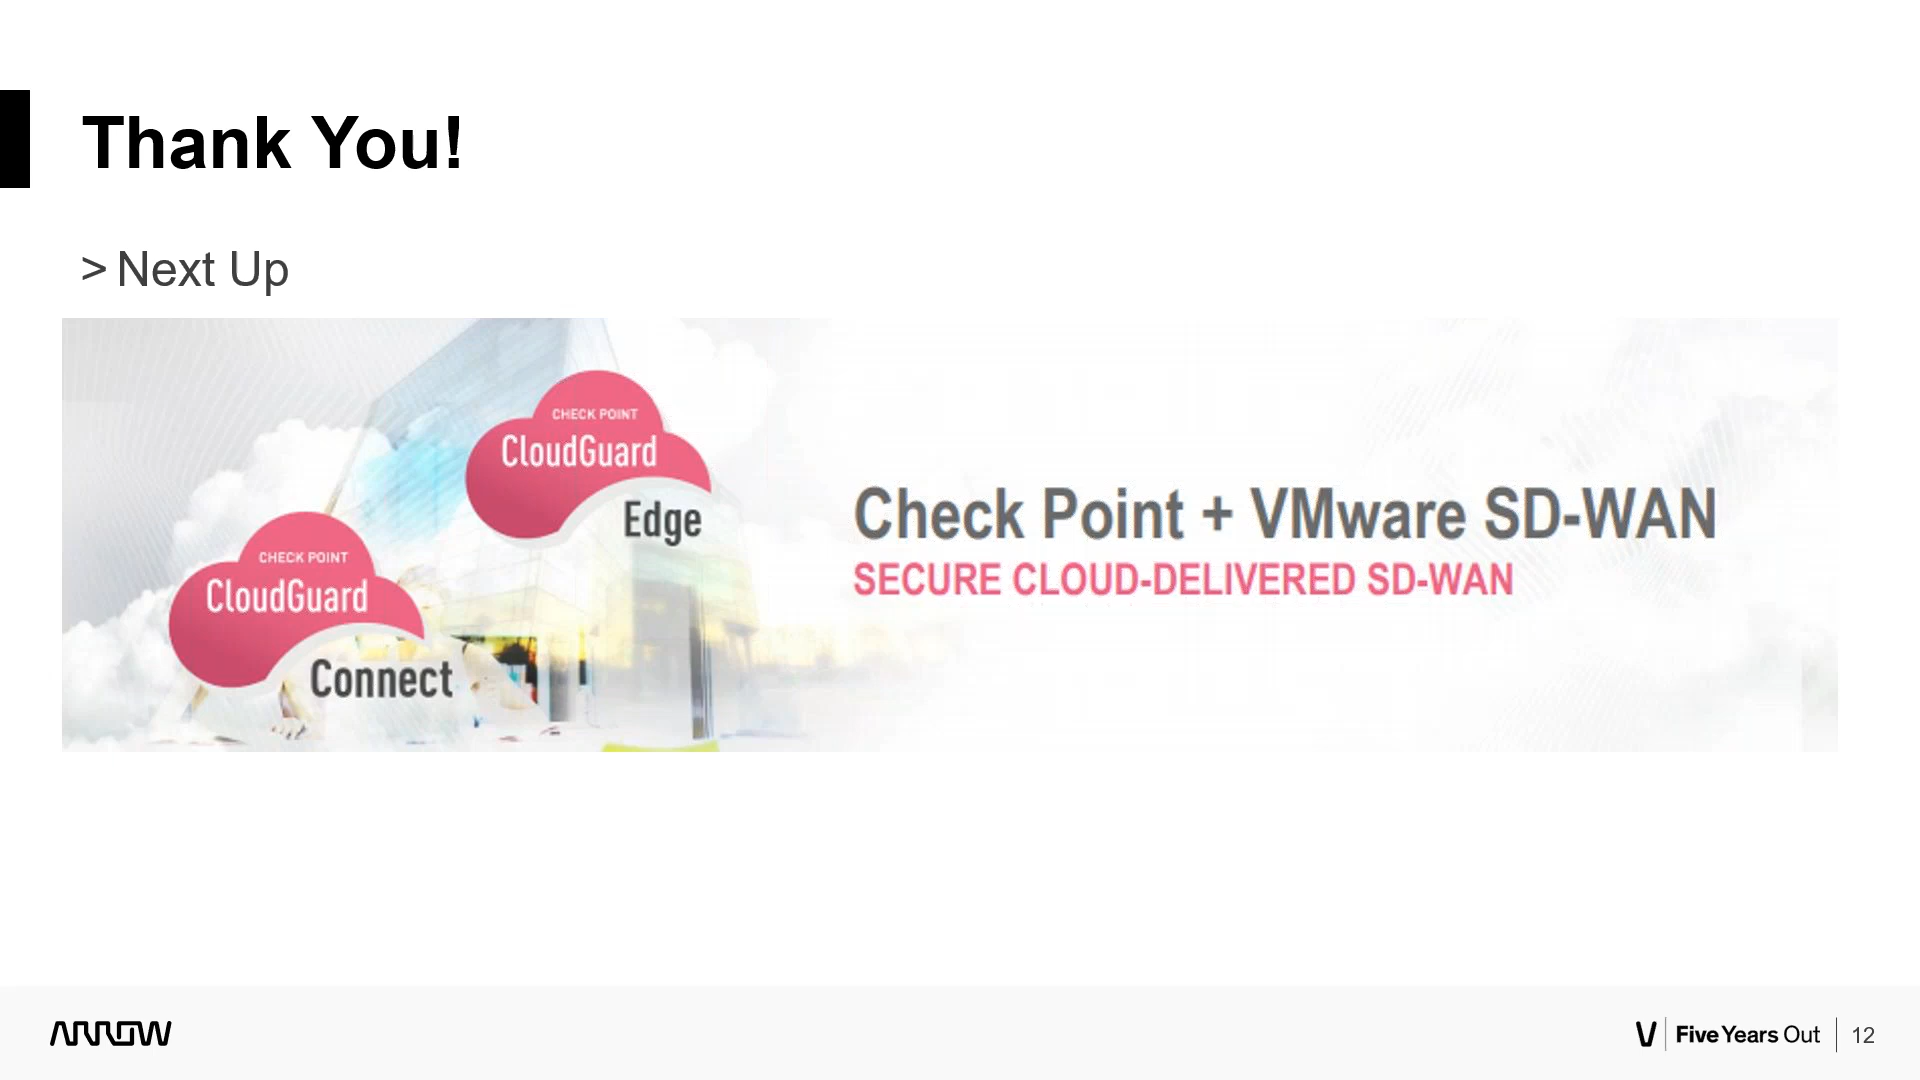 Thank You!
> Next Up
CHECK POINT
CloudGuard
Edge
CHECK POINT
CloudGuard
Connect
Check Point + VMware SD-WAN
SECURE CLOUD-DELIVERED SD-WAN
ARROW
Five Years Out
12